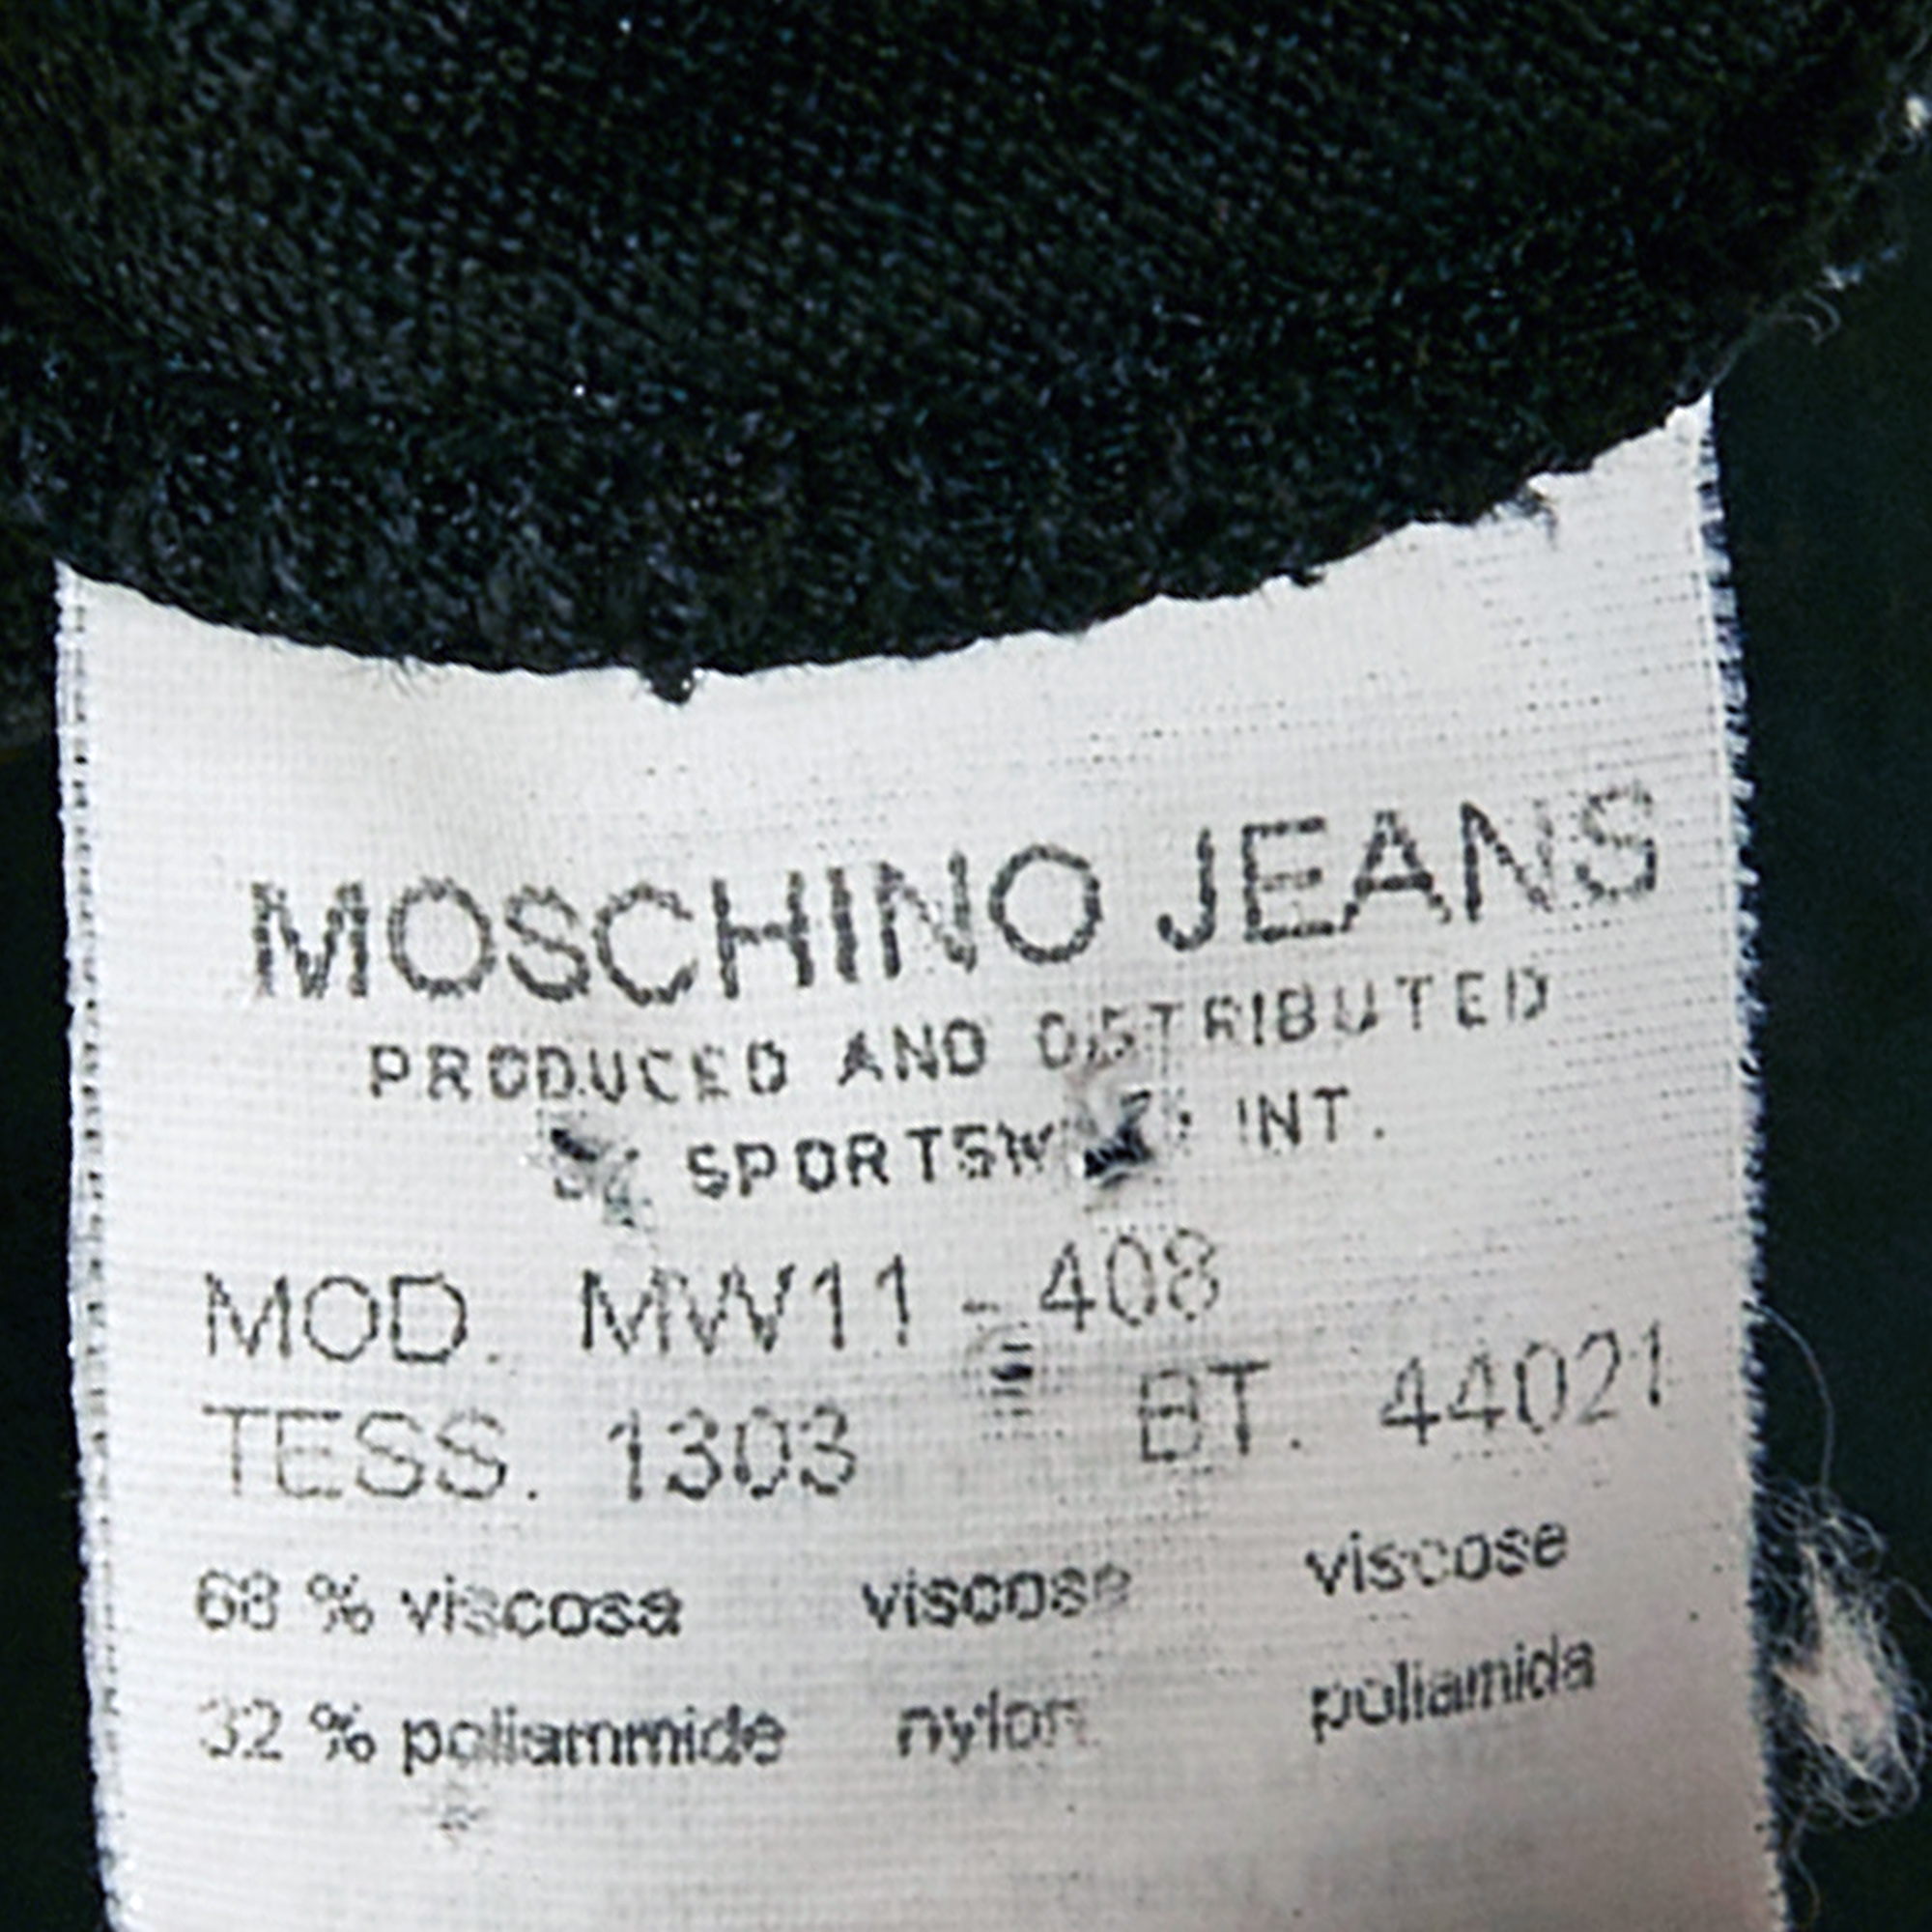 MOSCHINO JEANS
PRODUCED AND DISTRIBUTED
SPORTSW INT.
MOD. MW11 - 408
TESS. 1303 BT. 44021
68 % viscosa viscose viscose
32 % poliammide nylon poliamida